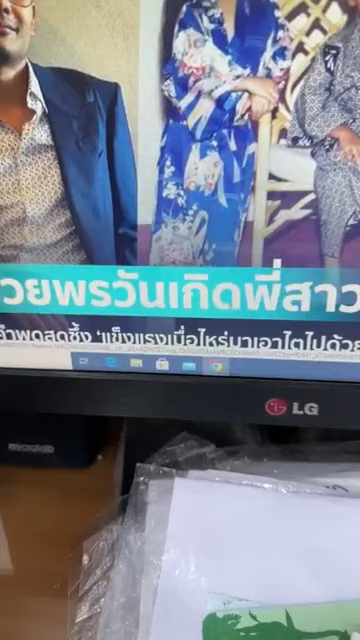 วยพรวันเกิดพี่สาว
คำพูดสุดซึ้ง 'แข็งแรงเมื่อไหร่มาเอาไตไปด้วย
LG
microlab